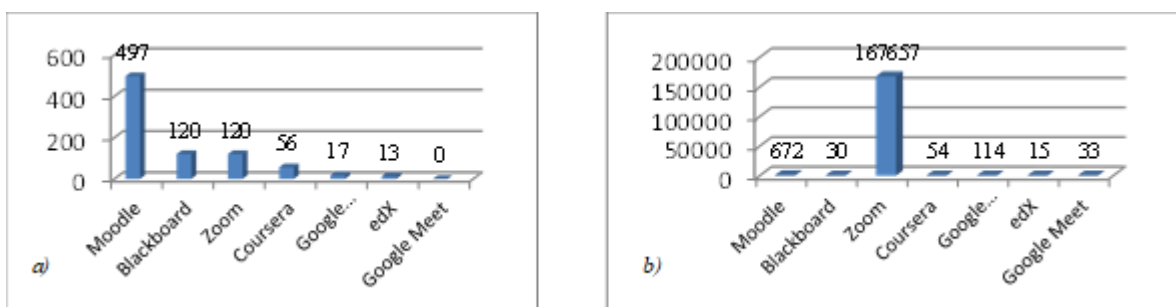 600
400
200
0
497
120
120
56
17
13
0
Moodle
Blackboard
Zoom
Coursera
Google...
edX
Google Meet
a)
200000
150000
100000
50000
0
672
30
167657
54
114
15
33
Moodle
Blackboard
Zoom
Coursera
Google...
edX
Google Meet
b)